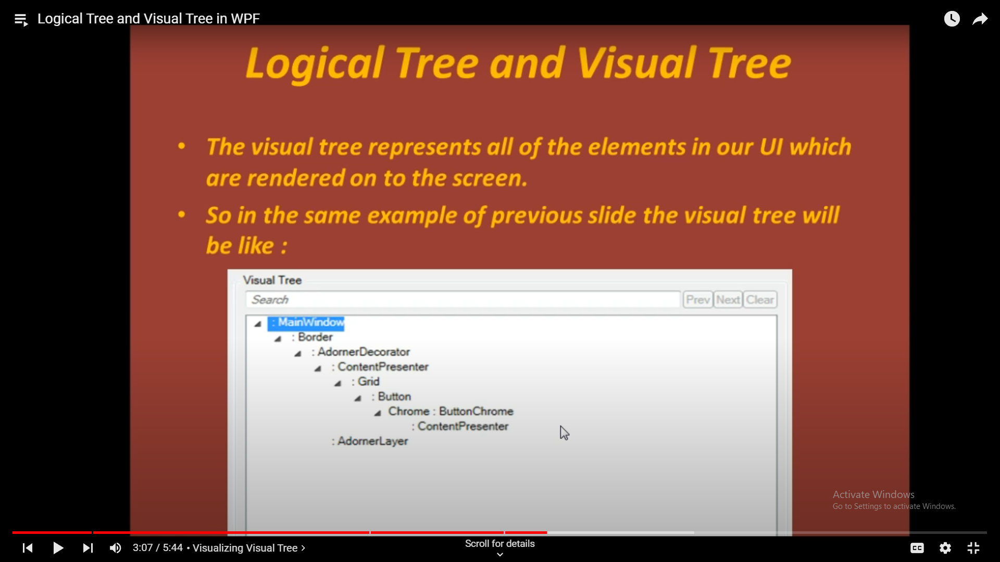 Logical Tree and Visual Tree in WPF
Logical Tree and Visual Tree
• The visual tree represents all of the elements in our UI which
are rendered on to the screen.
• So in the same example of previous slide the visual tree will
be like :
Visual Tree
Search Prev Next Clear
: MainWindow
: Border
: AdornerDecorator
: ContentPresenter
: Grid
: Button
Chrome : ButtonChrome
: ContentPresenter
: AdornerLayer
Activate Windows
Go to Settings to activate Windows.
3:07 / 5:44 • Visualizing Visual Tree >
Scroll for details
CC